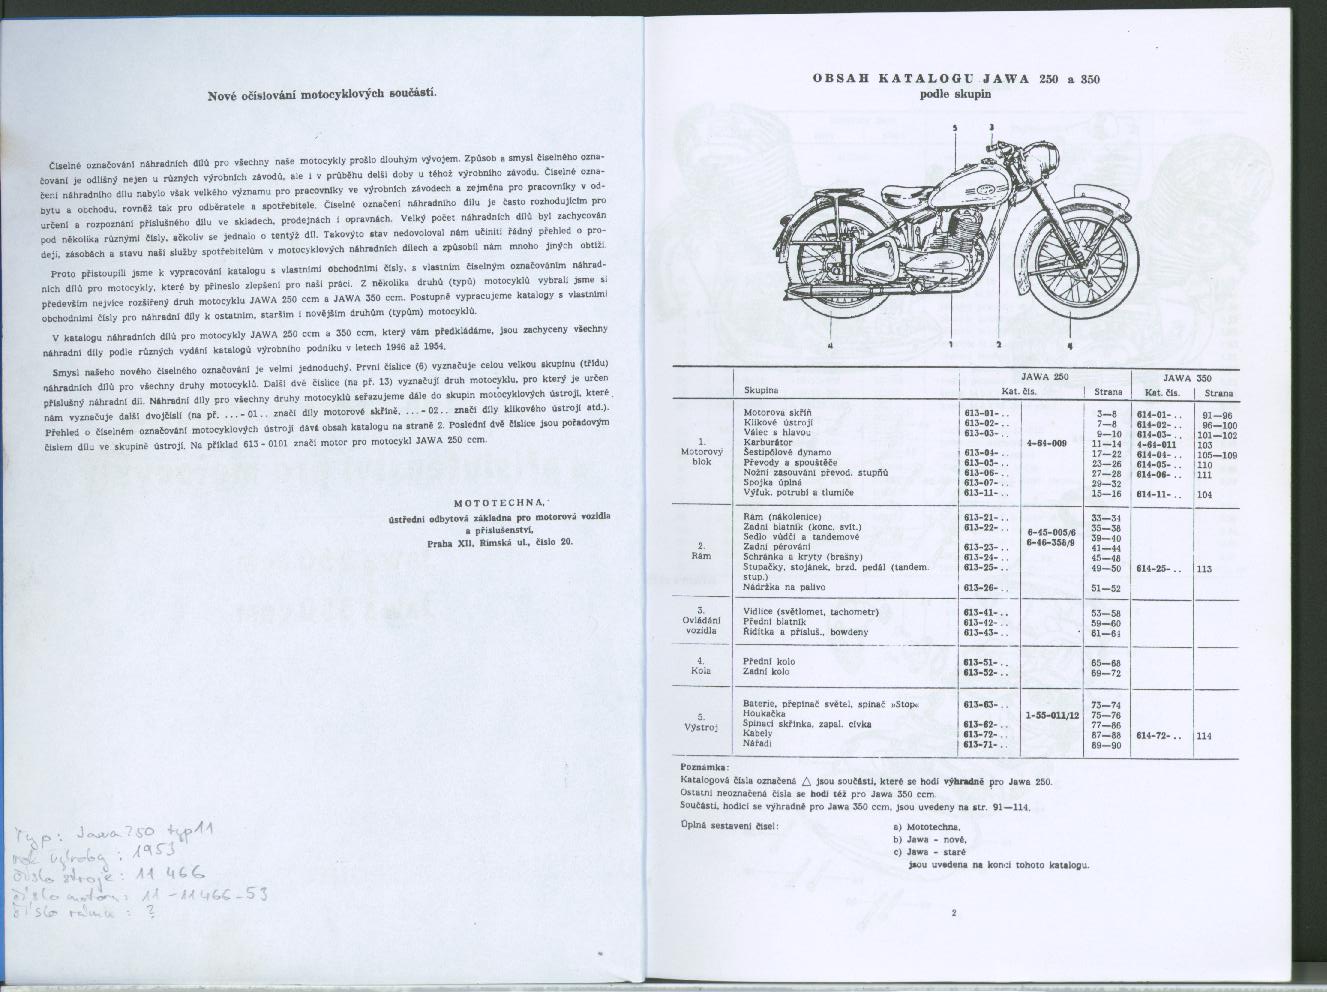 Nové očíslování motocyklových součástí.
Číselné označování náhradních dílů pro všechny naše motocykly prošlo dlouhým vývojem. Způsob a smysl číselného ozna-
čování je odlišný nejen u různých výrobních závodů, ale i v průběhu delší doby u téhož výrobního závodu. Číselné ozna-
čení náhradního dílu nabylo však velkého významu pro pracovníky ve výrobních závodech a zejména pro pracovníky v od-
bytu a obchodu, rovněž tak pro odběratele a spotřebitele. Číselné označení náhradního dílu je často rozhodujícím pro
určení a rozpoznání příslušného dílu ve skladech, prodejnách i opravnách. Velký počet náhradních dílů byl zachycován
pod několika různými čísly, ačkoliv se jednalo o tentýž díl. Takovýto stav nedovoloval nám učiniti řádný přehled o pro-
deji, zásobách a stavu naší služby spotřebitelům v motocyklových náhradních dílech a způsobil nám mnoho jiných obtíží.
Proto přistoupili jsme k vypracování katalogu s vlastními obchodními čísly, s vlastním číselným označováním náhrad-
ních dílů pro motocykly, které by přineslo zlepšení pro naši práci. Z několika druhů (typů) motocyklů vybrali jsme si
především nejvíce rozšířený druh motocyklu JAWA 250 ccm a JAWA 350 ccm. Postupně vypracujeme katalogy s vlastními
obchodními čísly pro náhradní díly k ostatním, starším i novějším druhům (typům) motocyklů.
V katalogu náhradních dílů pro motocykly JAWA 250 ccm a 350 ccm, který vám předkládáme, jsou zachyceny všechny
náhradní díly podle různých vydání katalogů výrobního podniku v letech 1946 až 1954.
Smysl našeho nového číselného označování je velmi jednoduchý. První číslice (6) vyznačuje celou velkou skupinu (třídu)
náhradních dílů pro všechny druhy motocyklů. Další dvě číslice (na př. 13) vyznačují druh motocyklu, pro který je určen
příslušný náhradní díl. Náhradní díly pro všechny druhy motocyklů seřazujeme dále do skupin motocyklových ústrojí, které
nám vyznačuje další dvojčíslí (na př. ...-01.. značí díly motorové skříně, ...-02.. značí díly klikového ústrojí atd.).
Přehled o číselném označování motocyklových ústrojí dává obsah katalogu na straně 2. Poslední dvě číslice jsou pořadovým
číslem dílu ve skupině ústrojí. Na příklad 613 - 0101 značí motor pro motocykl JAWA 250 ccm.
MOTOTECHNA,
ústřední odbytová základna pro motorová vozidla
a příslušenství,
Praha XII, Římská ul., číslo 20.
Typ: Jawa 250 typ 11
rok výroby : 1953
číslo stroje : 11 466
číslo motoru : 11 - 11466 - 53
číslo rámu : ?
OBSAH KATALOGU JAWA 250 a 350
podle skupin
5 3
4 1 2 4
JAWA 250 JAWA 350
Skupina Kat. čís. Strana Kat. čís. Strana
1.
Motorový
blok
Motorova skříň 613-01-.. 3—8 614-01-.. 91—96
Klikové ústrojí 613-02-.. 7—8 614-02-.. 96—100
Válec s hlavou 613-03-.. 9—10 614-03-.. 101—102
Karburátor 4-64-009 11—14 4-64-011 103
Šestipólové dynamo 613-04-.. 17—22 614-04-.. 105—109
Převody a spouštěče 613-05-.. 23—26 614-05-.. 110
Nožní zasouvání převod. stupňů 613-06-.. 27—28 614-06-.. 111
Spojka úplná 613-07-.. 29—32
Výfuk. potrubí a tlumiče 613-11-.. 15—16 614-11-.. 104
2.
Rám
Rám (nákolenice) 613-21-.. 33—34
Zadní blatník (konc. svít.) 613-22-.. 35—38
Sedlo vůdčí a tandemové 6-45-005/6 39—40
6-46-358/9
Zadní pérování 613-23-.. 41—44
Schránka a kryty (brašny) 613-24-.. 45—48
Stupačky, stojánek, brzd. pedál (tandem. 613-25-.. 49—50 614-25-.. 113
stup.)
Nádržka na palivo 613-26-.. 51—52
3.
Ovládání
vozidla
Vidlice (světlomet, tachometr) 613-41-.. 53—58
Přední blatník 613-42-.. 59—60
Řidítka a přísluš., bowdeny 613-43-.. 61—64
4.
Kola
Přední kolo 613-51-.. 65—68
Zadní kolo 613-52-.. 69—72
5.
Výstroj
Baterie, přepínač světel, spinač »Stop« 613-63-.. 73—74
Houkačka 1-55-011/12 75—76
Spínací skřínka, zapal. cívka 613-62-.. 77—86
Kabely 613-72-.. 87—88 614-72-.. 114
Nářadí 613-71-.. 89—90
Poznámka:
Katalogová čísla označená △ jsou součásti, které se hodí výhradně pro Jawa 250.
Ostatní neoznačená čísla se hodí též pro Jawa 350 ccm.
Součásti, hodící se výhradně pro Jawa 350 ccm, jsou uvedeny na str. 91—114.
Úplná sestavení čísel: a) Mototechna,
b) Jawa - nové,
c) Jawa - staré
jsou uvedena na konci tohoto katalogu.
2